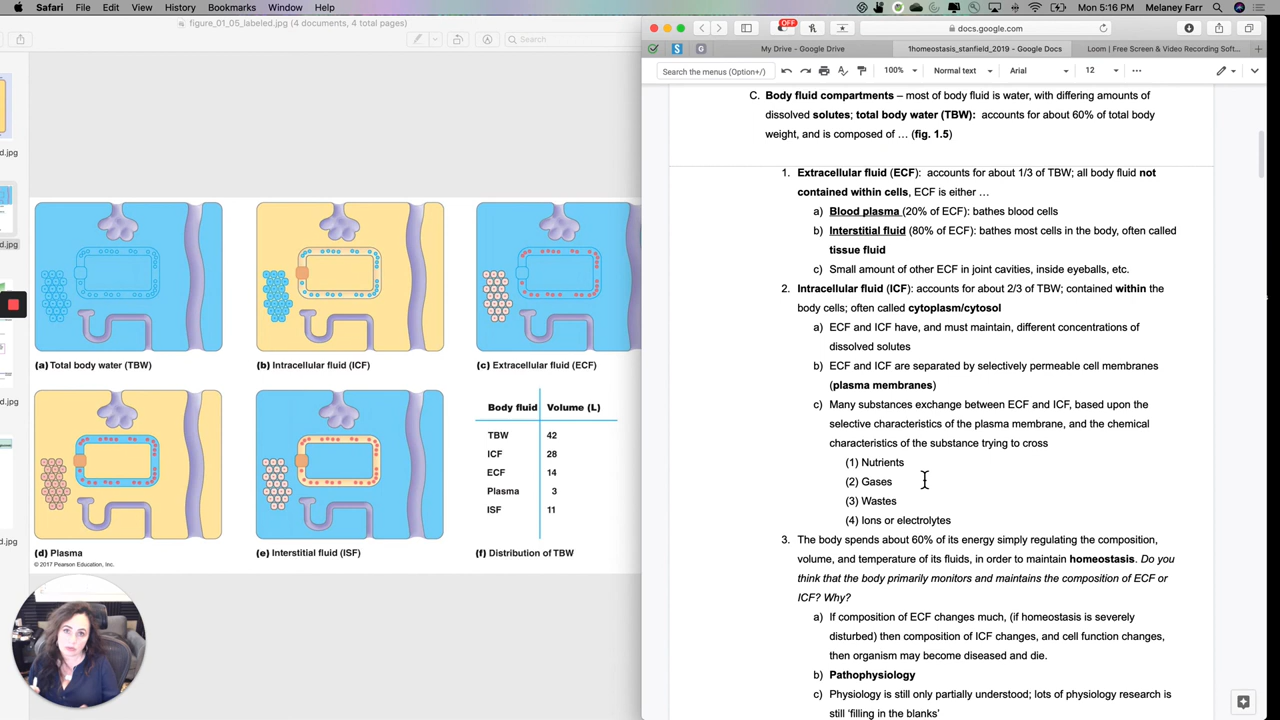 Safari File Edit View History Bookmarks Window Help
Mon 5:16 PM Melaney Farr
figure_01_05_labeled.jpg (4 documents, 4 total pages)
Search
d.jpg
d.jpg
d.jpg
d.jpg
(a) Total body water (TBW)
(b) Intracellular fluid (ICF)
(c) Extracellular fluid (ECF)
(d) Plasma
(e) Interstitial fluid (ISF)
Body fluid Volume (L)
TBW 42
ICF 28
ECF 14
Plasma 3
ISF 11
(f) Distribution of TBW
© 2017 Pearson Education, Inc.
OFF
docs.google.com
S G My Drive - Google Drive 1homeostasis_stanfield_2019 - Google Docs Loom | Free Screen & Video Recording Soft...
Search the menus (Option+/) 100% Normal text Arial 12
C. Body fluid compartments – most of body fluid is water, with differing amounts of
dissolved solutes; total body water (TBW): accounts for about 60% of total body
weight, and is composed of … (fig. 1.5)
1. Extracellular fluid (ECF): accounts for about 1/3 of TBW; all body fluid not
contained within cells, ECF is either …
a) Blood plasma (20% of ECF): bathes blood cells
b) Interstitial fluid (80% of ECF): bathes most cells in the body, often called
tissue fluid
c) Small amount of other ECF in joint cavities, inside eyeballs, etc.
2. Intracellular fluid (ICF): accounts for about 2/3 of TBW; contained within the
body cells; often called cytoplasm/cytosol
a) ECF and ICF have, and must maintain, different concentrations of
dissolved solutes
b) ECF and ICF are separated by selectively permeable cell membranes
(plasma membranes)
c) Many substances exchange between ECF and ICF, based upon the
selective characteristics of the plasma membrane, and the chemical
characteristics of the substance trying to cross
(1) Nutrients
(2) Gases
(3) Wastes
(4) Ions or electrolytes
3. The body spends about 60% of its energy simply regulating the composition,
volume, and temperature of its fluids, in order to maintain homeostasis. Do you
think that the body primarily monitors and maintains the composition of ECF or
ICF? Why?
a) If composition of ECF changes much, (if homeostasis is severely
disturbed) then composition of ICF changes, and cell function changes,
then organism may become diseased and die.
b) Pathophysiology
c) Physiology is still only partially understood; lots of physiology research is
still ‘filling in the blanks’